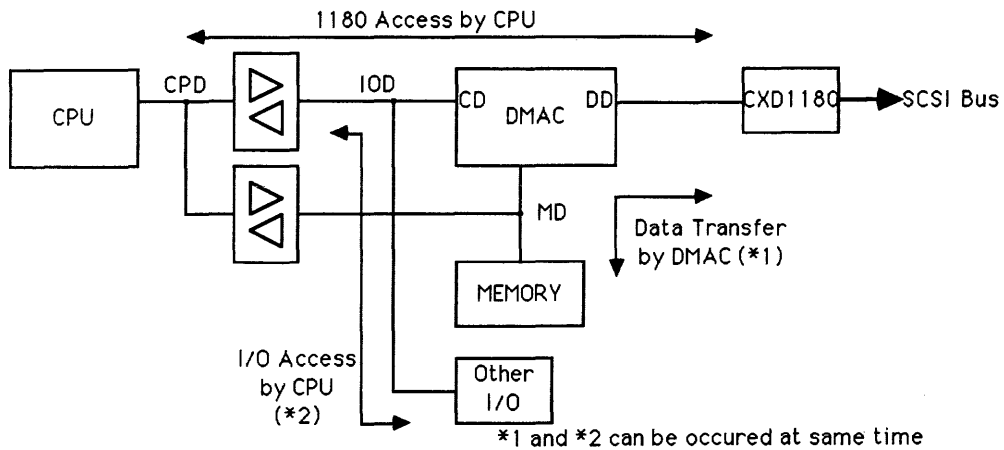 1180 Access by CPU
CPU
CPD
IOD
CD
DMAC
DD
CXD1180
SCSI Bus
MD
Data Transfer
by DMAC (*1)
MEMORY
I/O Access
by CPU
(*2)
Other
I/O
*1 and *2 can be occured at same time